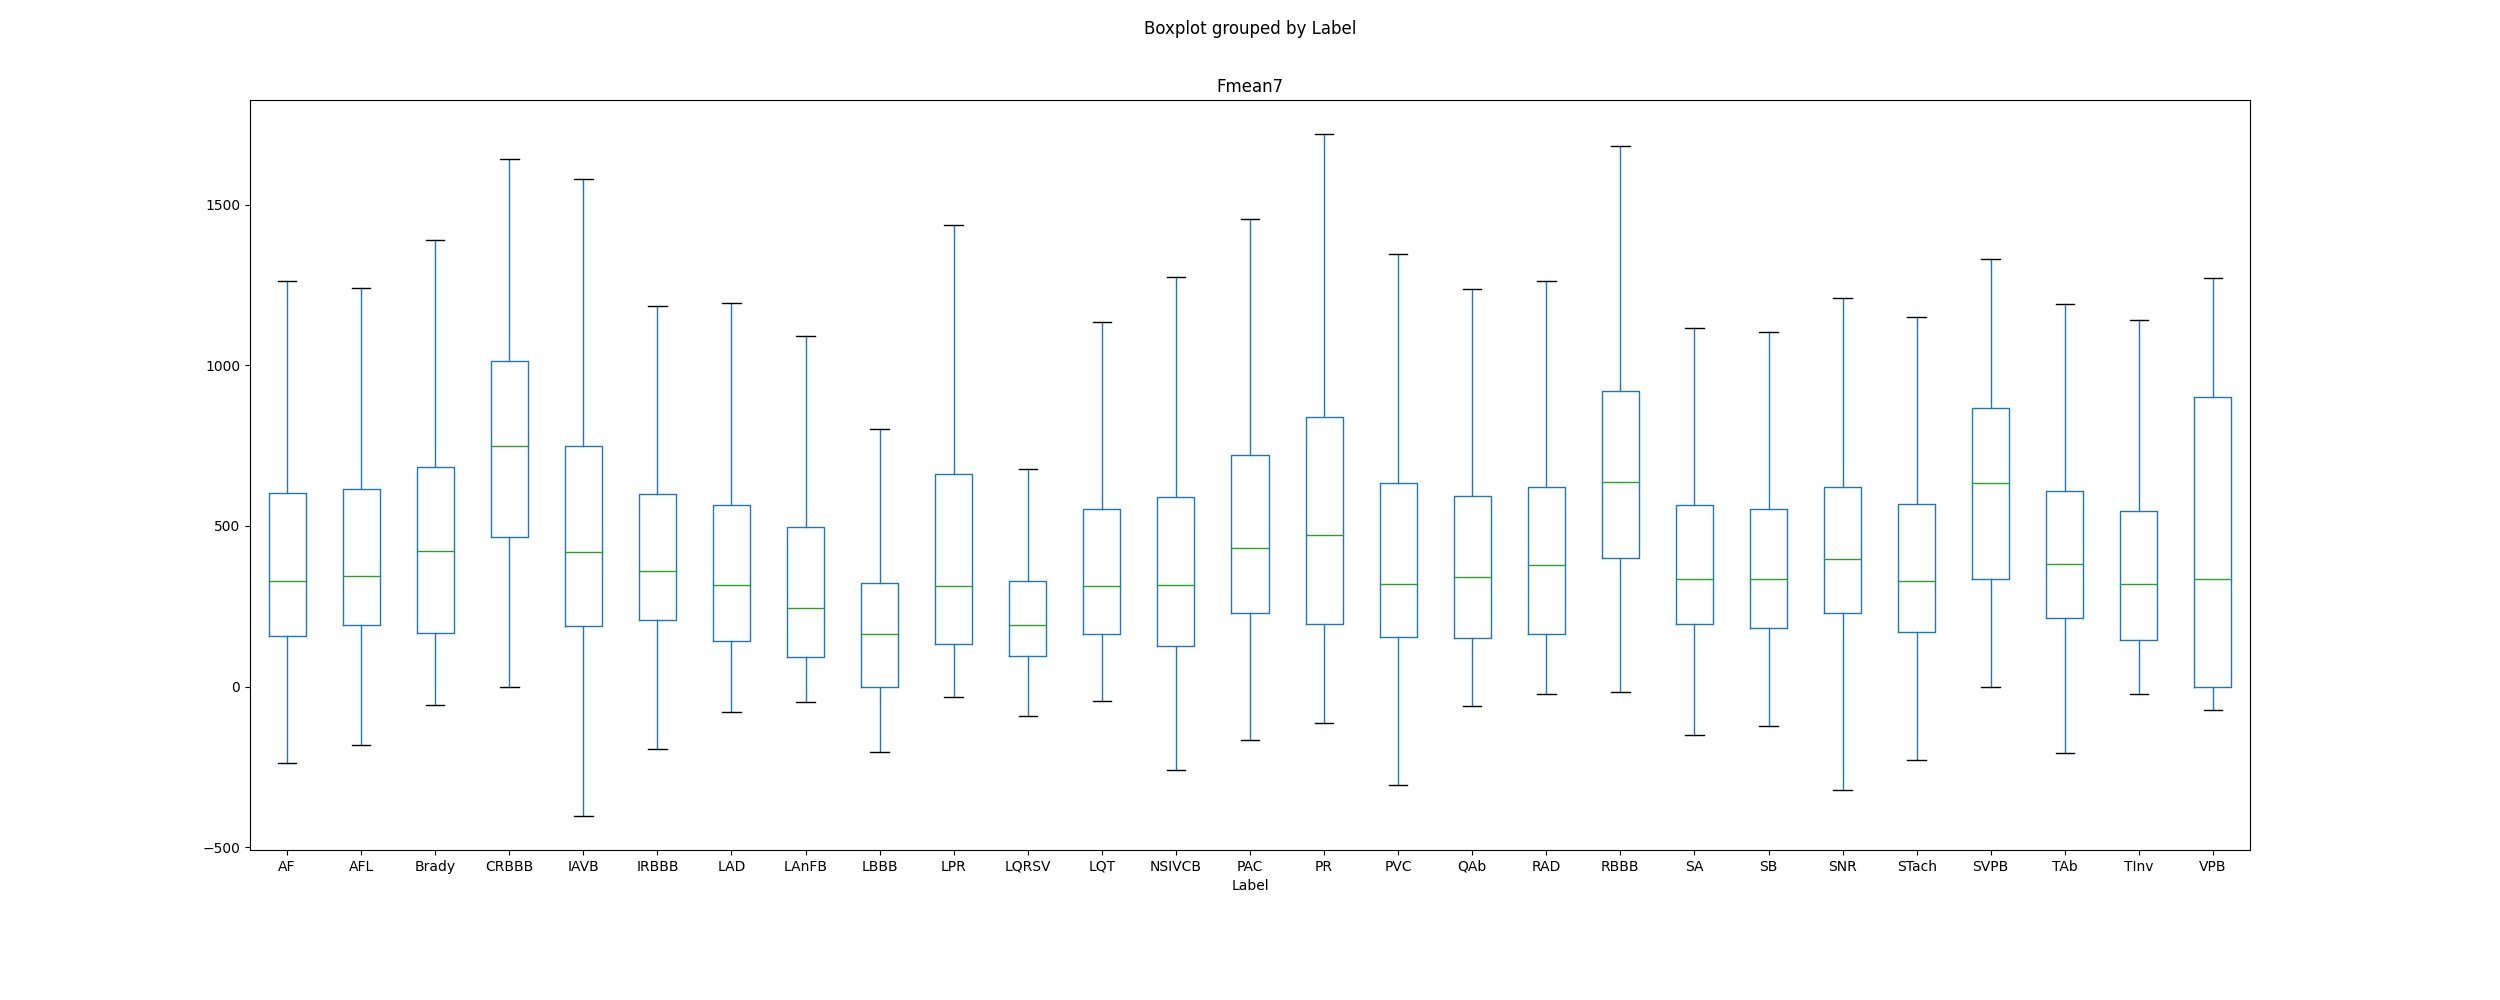 Boxplot grouped by Label
Fmean7
1500
1000
500
0
−500
AF AFL Brady CRBBB IAVB IRBBB LAD LAnFB LBBB LPR LQRSV LQT NSIVCB PAC PR PVC QAb RAD RBBB SA SB SNR STach SVPB TAb TInv VPB
Label